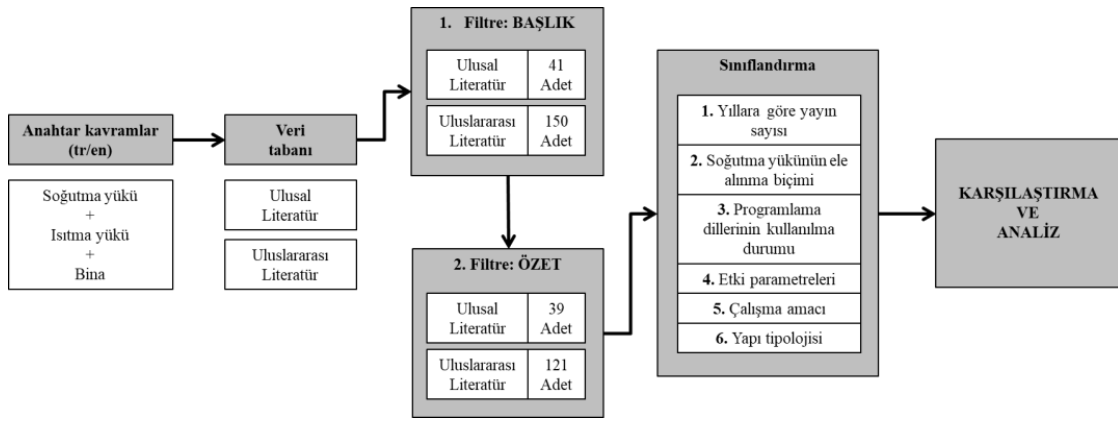 Anahtar kavramlar
(tr/en)
Soğutma yükü
+
Isıtma yükü
+
Bina
Veri
tabanı
Ulusal
Literatür
Uluslararası
Literatür
1. Filtre: BAŞLIK
Ulusal
Literatür
41
Adet
Uluslararası
Literatür
150
Adet
2. Filtre: ÖZET
Ulusal
Literatür
39
Adet
Uluslararası
Literatür
121
Adet
Sınıflandırma
1. Yıllara göre yayın
sayısı
2. Soğutma yükünün ele
alınma biçimi
3. Programlama
dillerinin kullanılma
durumu
4. Etki parametreleri
5. Çalışma amacı
6. Yapı tipolojisi
KARŞILAŞTIRMA
VE
ANALİZ